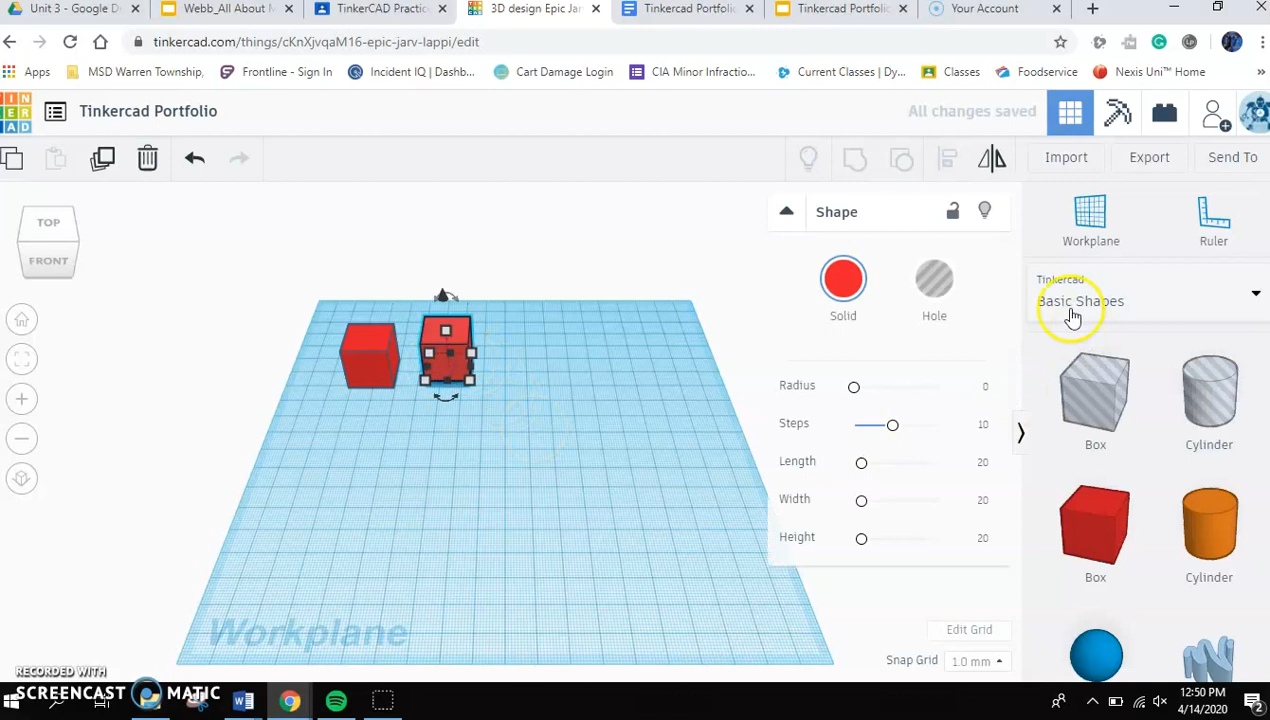 Unit 3 - Google D
Webb_All About M
TinkerCAD Practice
3D design Epic Jar
Tinkercad Portfolio
Tinkercad Portfolio
Your Account
tinkercad.com/things/cKnXjvqaM16-epic-jarv-lappi/edit
Apps
MSD Warren Township,
Frontline - Sign In
Incident IQ | Dashb...
Cart Damage Login
CIA Minor Infractio...
Current Classes | Dy...
Classes
Foodservice
Nexis Uni™ Home
»
TIN
KER
CAD
Tinkercad Portfolio
All changes saved
Import
Export
Send To
TOP
FRONT
Shape
Solid
Hole
Radius 0
Steps 10
Length 20
Width 20
Height 20
Workplane
Ruler
Tinkercad
Basic Shapes
Box
Cylinder
Box
Cylinder
Workplane
Edit Grid
Snap Grid 1.0 mm
RECORDED WITH
SCREENCAST MATIC
12:50 PM
4/14/2020
2